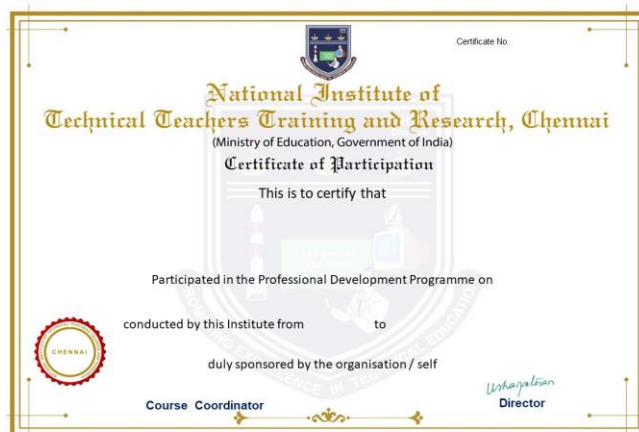 Certificate No.
National Institute of
Technical Teachers Training and Research, Chennai
(Ministry of Education, Government of India)
Certificate of Participation
This is to certify that
Participated in the Professional Development Programme on
conducted by this Institute from to
duly sponsored by the organisation / self
CHENNAI
Course Coordinator
Director